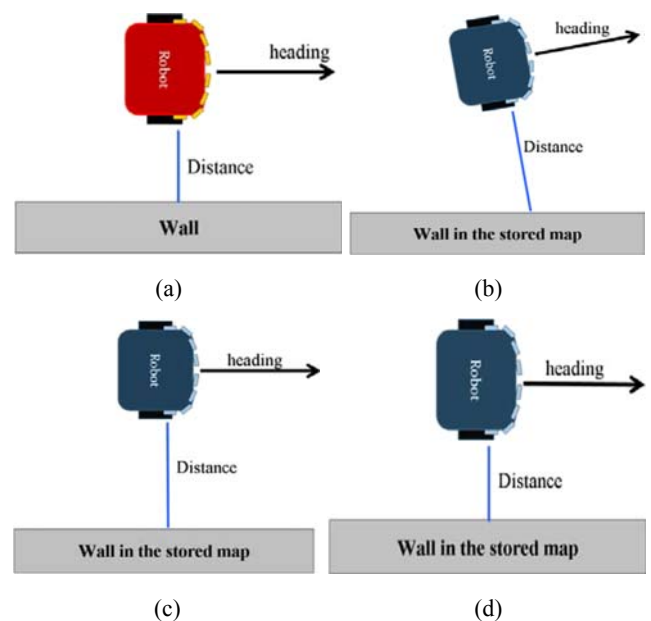 Robot
heading
Distance
Wall
(a)
Robot
heading
Distance
Wall in the stored map
(b)
Robot
heading
Distance
Wall in the stored map
(c)
Robot
heading
Distance
Wall in the stored map
(d)